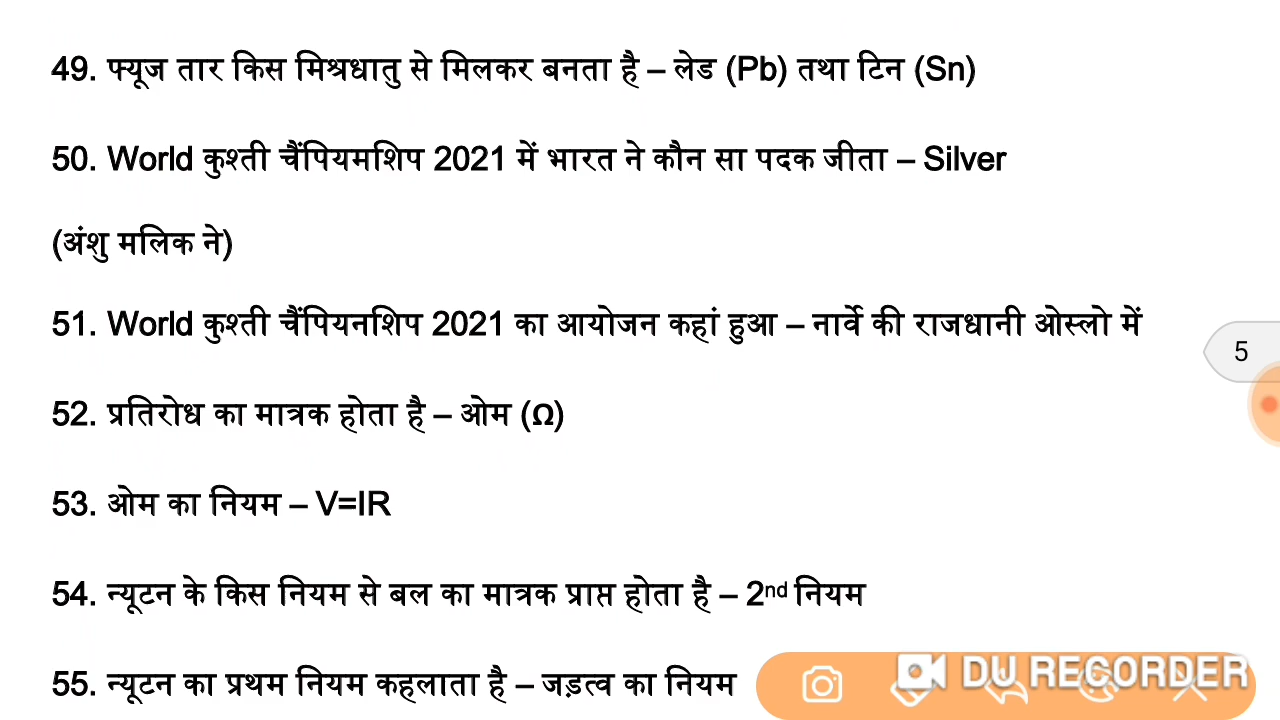 49. फ्यूज तार किस मिश्रधातु से मिलकर बनता है – लेड (Pb) तथा टिन (Sn)
50. World कुश्ती चैंपियमशिप 2021 में भारत ने कौन सा पदक जीता – Silver
(अंशु मलिक ने)
51. World कुश्ती चैंपियनशिप 2021 का आयोजन कहां हुआ – नार्वे की राजधानी ओस्लो में
5
52. प्रतिरोध का मात्रक होता है – ओम (Ω)
53. ओम का नियम – V=IR
54. न्यूटन के किस नियम से बल का मात्रक प्राप्त होता है – 2nd नियम
55. न्यूटन का प्रथम नियम कहलाता है – जड़त्व का नियम
DU RECORDER